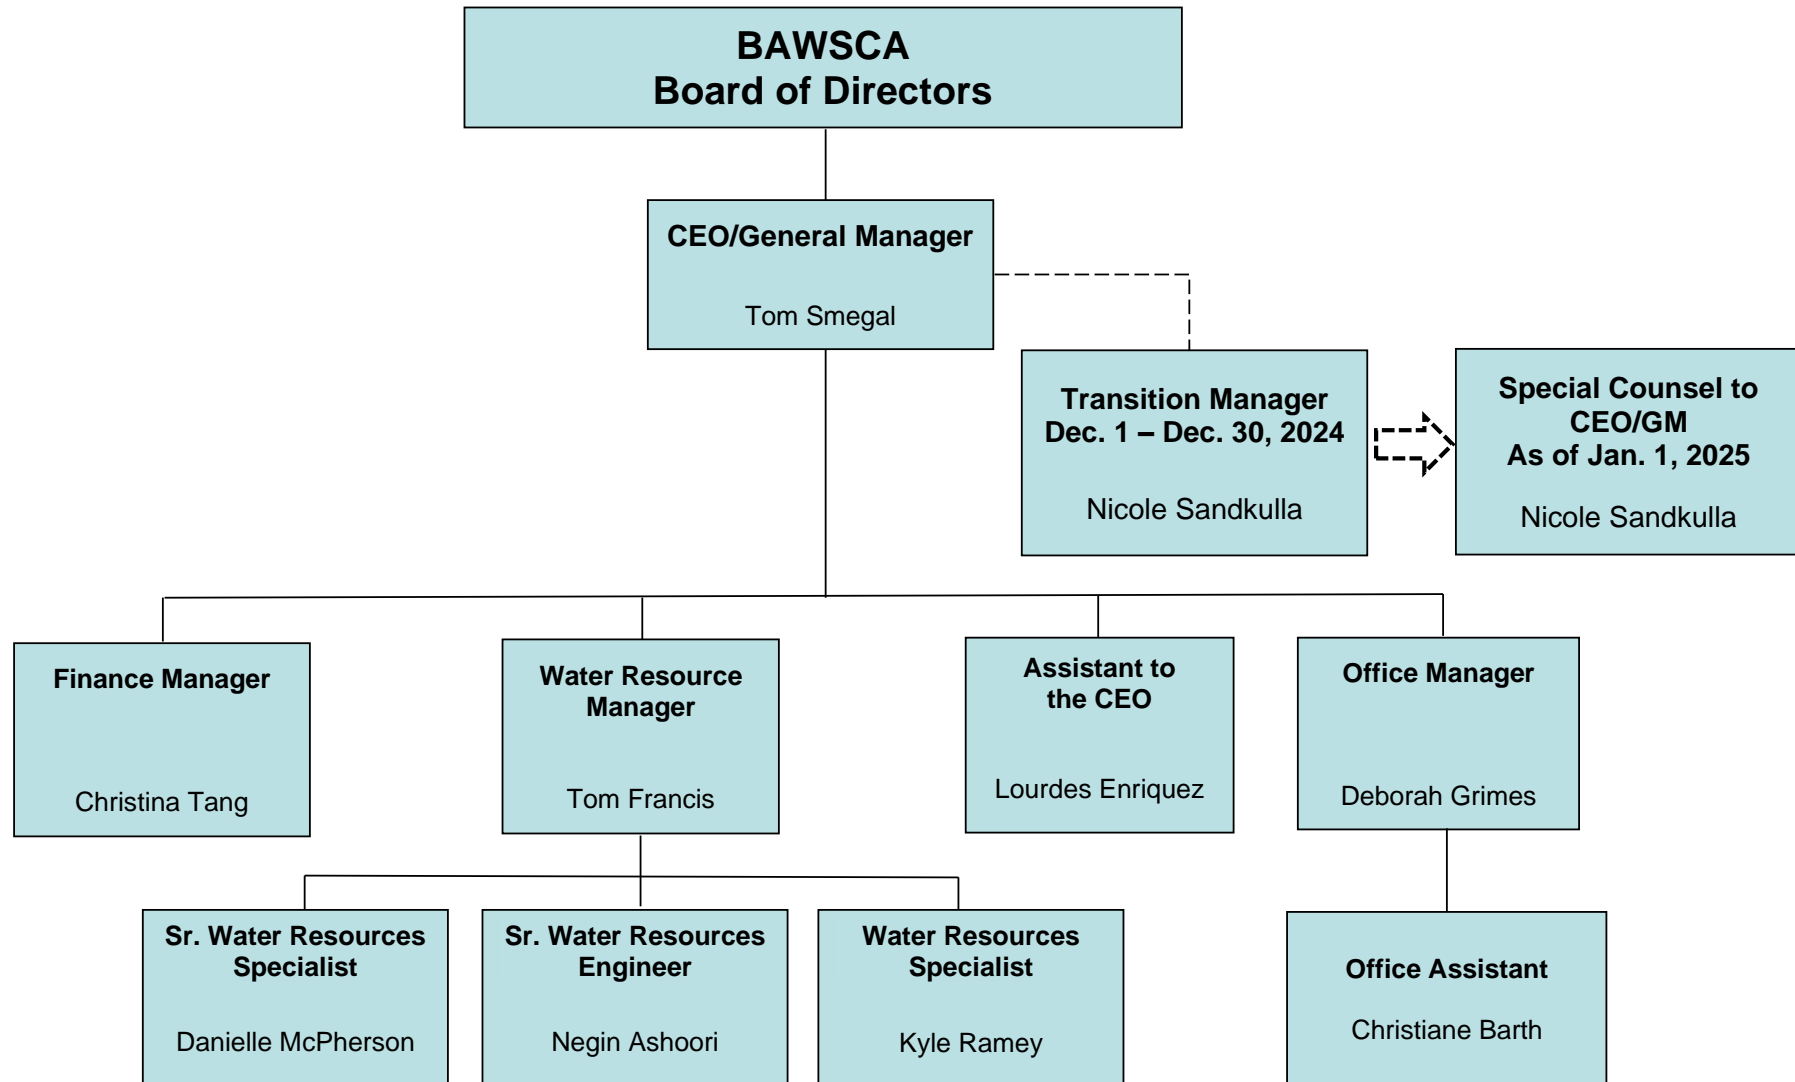 BAWSCA
Board of Directors
CEO/General Manager
Tom Smegal
Transition Manager
Dec. 1 – Dec. 30, 2024
Nicole Sandkulla
Special Counsel to
CEO/GM
As of Jan. 1, 2025
Nicole Sandkulla
Finance Manager
Christina Tang
Water Resource
Manager
Tom Francis
Assistant to
the CEO
Lourdes Enriquez
Office Manager
Deborah Grimes
Sr. Water Resources
Specialist
Danielle McPherson
Sr. Water Resources
Engineer
Negin Ashoori
Water Resources
Specialist
Kyle Ramey
Office Assistant
Christiane Barth